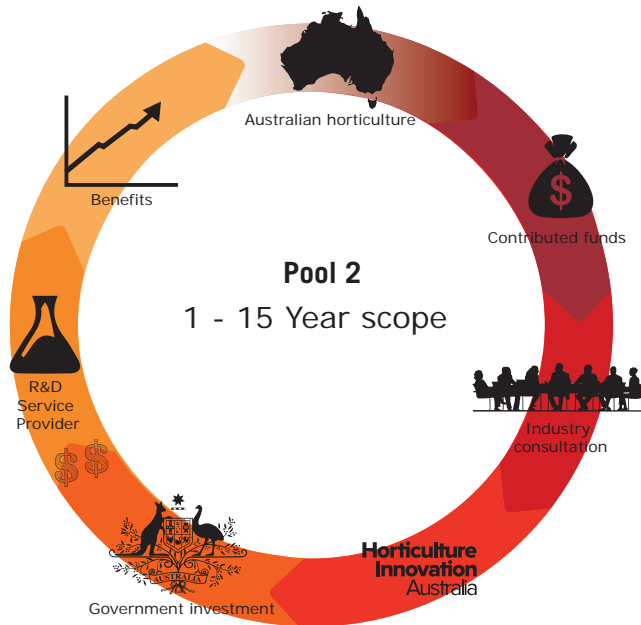 Australian horticulture
$
Contributed funds
Benefits
Pool 2
1 - 15 Year scope
Industry
consultation
R&D
Service
Provider
$ $
Horticulture
Innovation
Australia
AUSTRALIA
Government investment